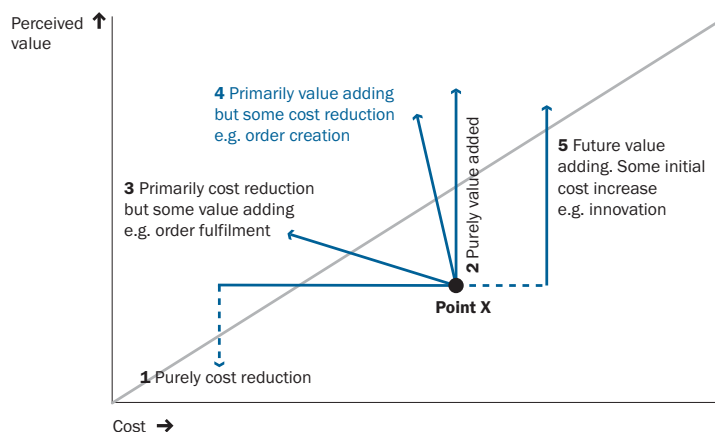 Perceived
value
4 Primarily value adding
but some cost reduction
e.g. order creation
2 Purely value added
5 Future value
adding. Some initial
cost increase
e.g. innovation
3 Primarily cost reduction
but some value adding
e.g. order fulfilment
Point X
1 Purely cost reduction
Cost